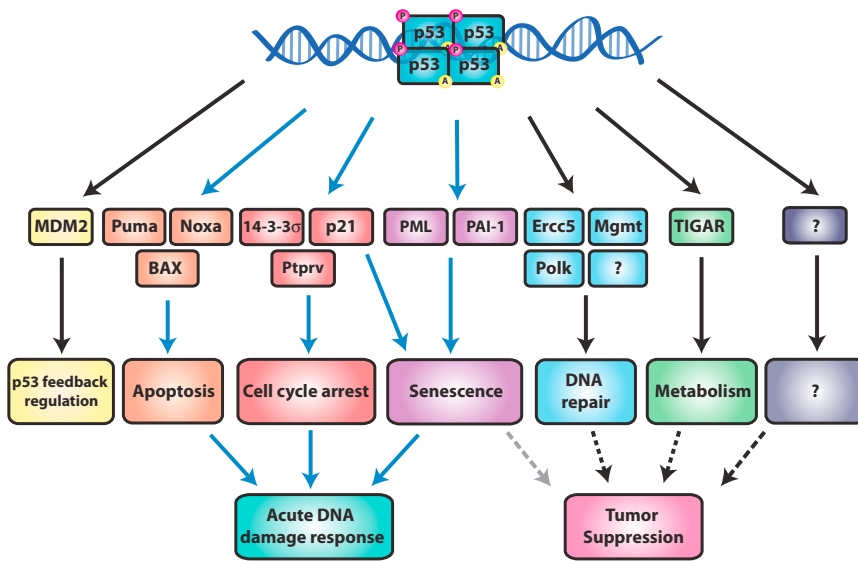 P
P
p53
p53
A
A
P
P
p53
p53
A
A
MDM2
Puma
Noxa
14-3-3σ
p21
PML
PAI-1
Ercc5
Mgmt
TIGAR
?
BAX
Ptprv
Polk
?
p53 feedback
regulation
Apoptosis
Cell cycle arrest
Senescence
DNA
repair
Metabolism
?
Acute DNA
damage response
Tumor
Suppression